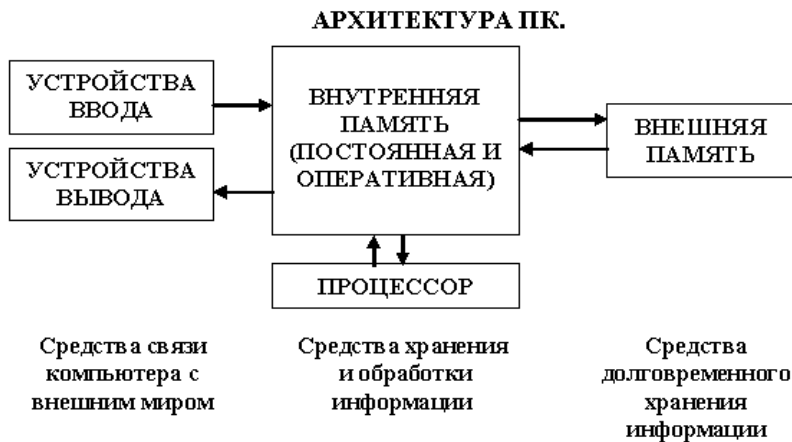 АРХИТЕКТУРА ПК.
УСТРОЙСТВА
ВВОДА
УСТРОЙСТВА
ВЫВОДА
ВНУТРЕННЯЯ
ПАМЯТЬ
(ПОСТОЯННАЯ И
ОПЕРАТИВНАЯ)
ВНЕШНЯЯ
ПАМЯТЬ
ПРОЦЕССОР
Средства связи
компьютера с
внешним миром
Средства хранения
и обработки
информации
Средства
долговременного
хранения
информации